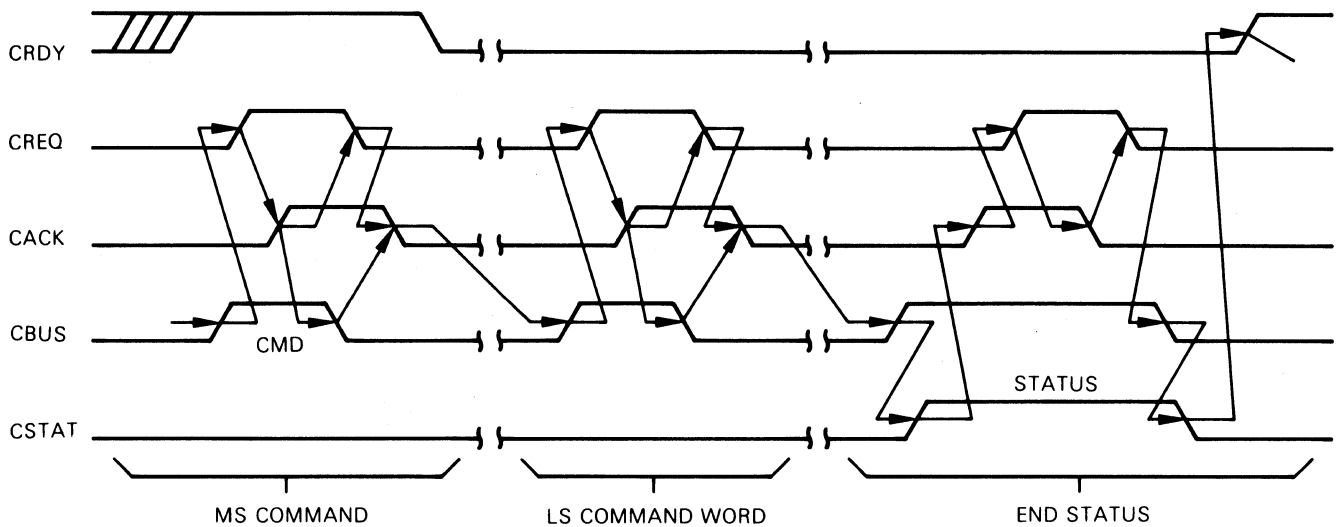 CRDY
CREQ
CACK
CBUS
CMD
STATUS
CSTAT
MS COMMAND
LS COMMAND WORD
END STATUS